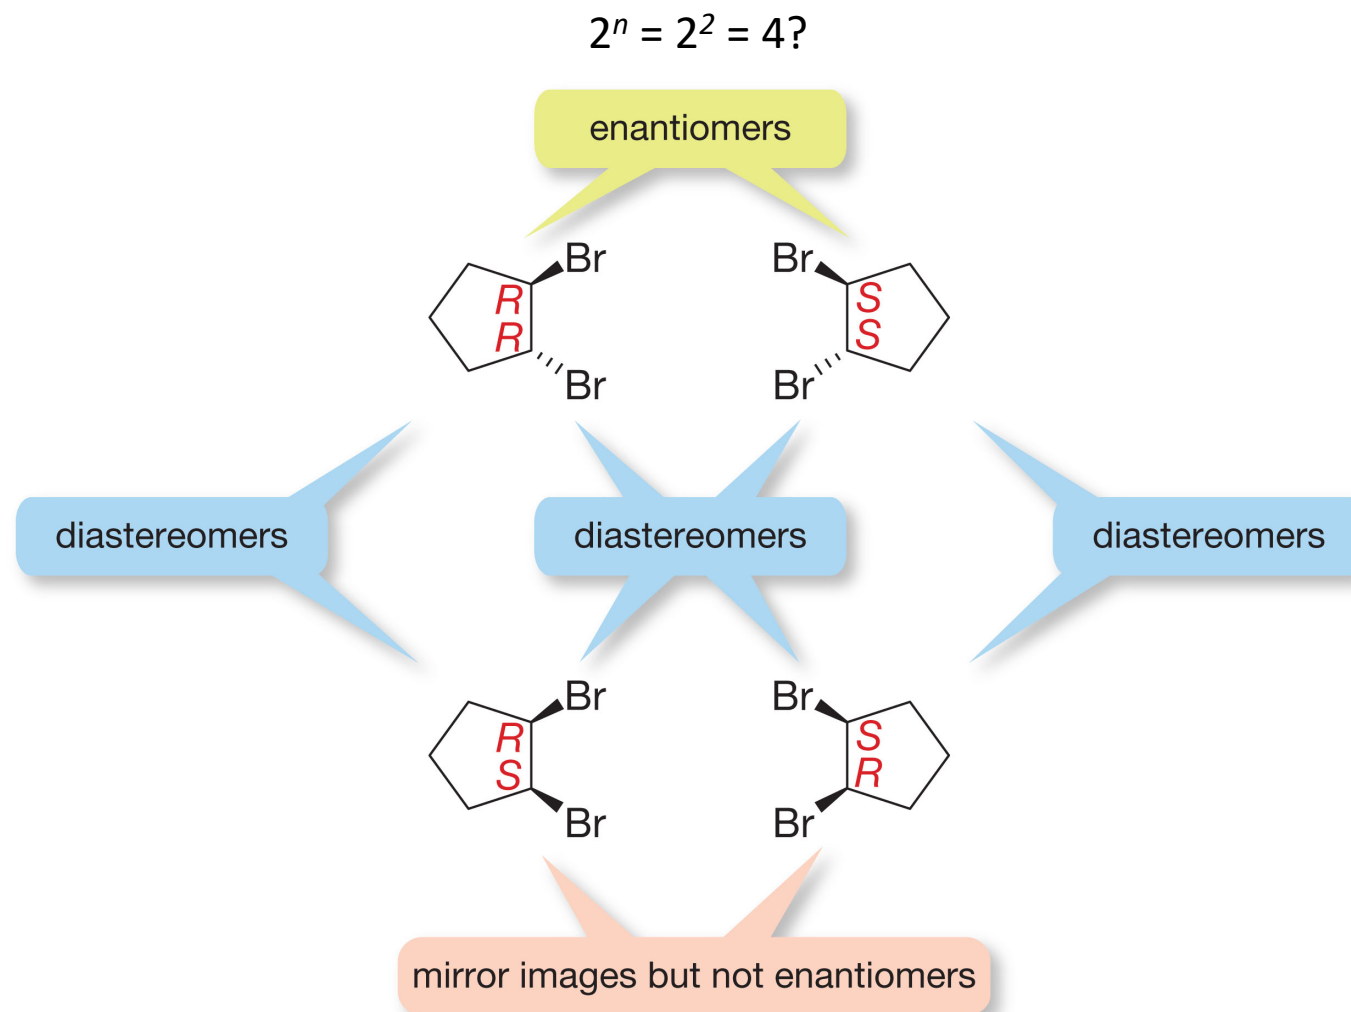 2ⁿ = 2² = 4?
enantiomers
Br Br
R S
R S
Br Br
diastereomers diastereomers diastereomers
Br Br
R S
S R
Br Br
mirror images but not enantiomers